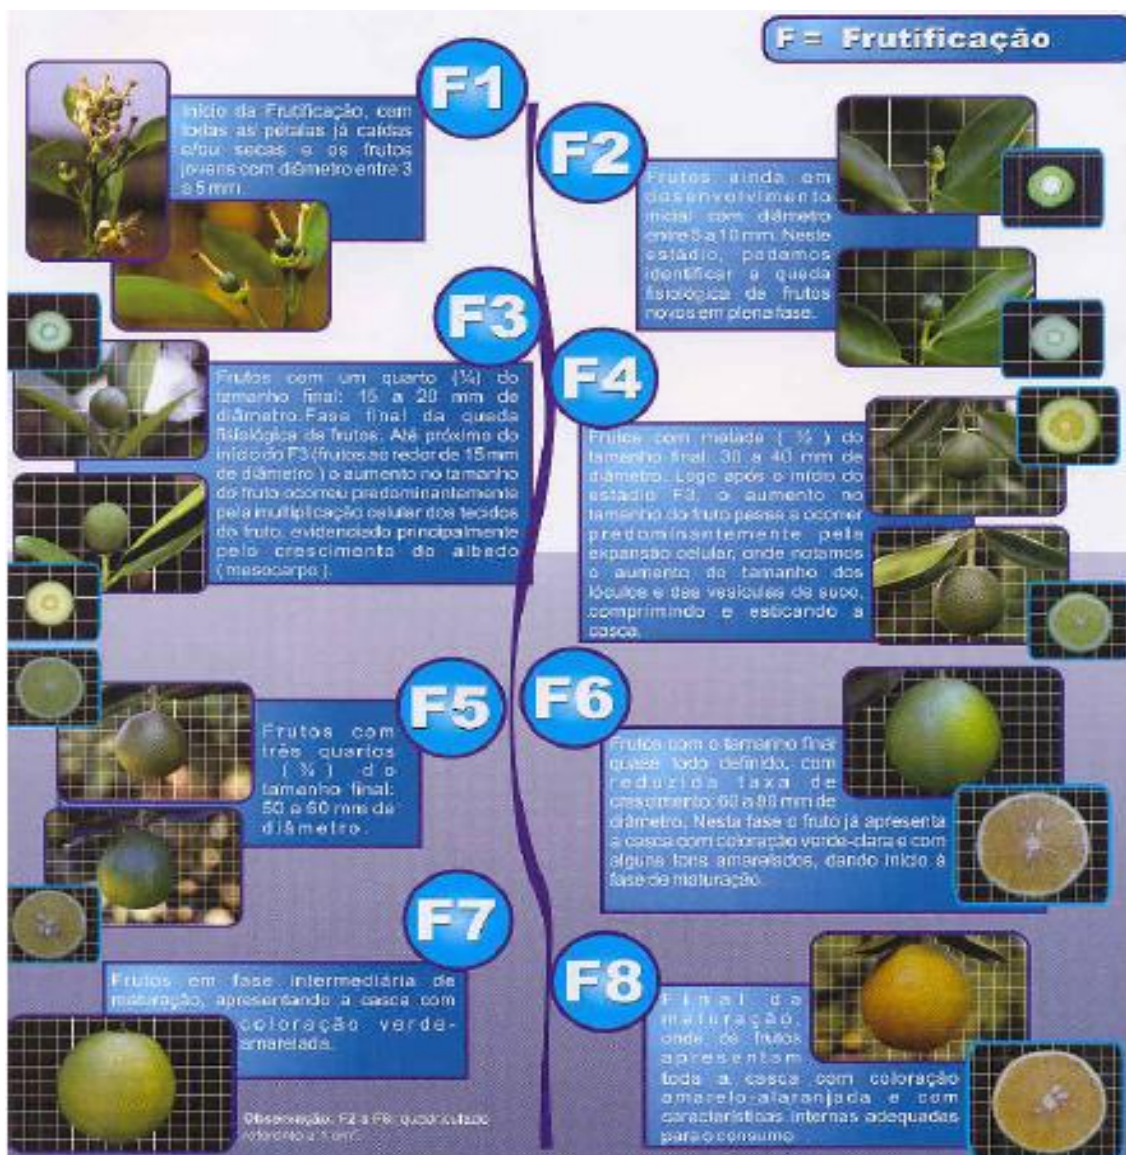 F = Frutificação
F1
Início da Frutificação, com
todas as pétalas já caídas
e/ou secas e os frutos
jovens com diâmetro entre 3
a 5 mm.
F2
Frutos ainda em
desenvolvimento
inicial com diâmetro
entre 5 a 10 mm. Neste
estádio, podemos
identificar a queda
fisiológica de frutos
novos em plena fase.
F3
Frutos com um quarto (¼) do
tamanho final: 15 a 20 mm de
diâmetro. Fase final da queda
fisiológica de frutos. Até próximo do
início do F3 (frutos ao redor de 15 mm
de diâmetro) o aumento no tamanho
do fruto ocorreu predominantemente
pela multiplicação celular dos tecidos
do fruto, evidenciado principalmente
pelo crescimento do albedo
(mesocarpo).
F4
Frutos com metade (½) do
tamanho final: 30 a 40 mm de
diâmetro. Logo após o início do
estádio F3, o aumento no
tamanho do fruto passa a ocorrer
predominantemente pela
expansão celular, onde notamos
o aumento do tamanho dos
lóculos e das vesículas de suco,
comprimindo e esticando a
casca.
F5
Frutos com
três quartos
(¾) do
tamanho final:
50 a 60 mm de
diâmetro.
F6
Frutos com o tamanho final
quase todo definido, com
reduzida taxa de
crescimento: 60 a 80 mm de
diâmetro. Nesta fase o fruto já apresenta
a casca com coloração verde-clara e com
alguns tons amarelados, dando início à
fase de maturação.
F7
Frutos em fase intermediária de
maturação, apresentando a casca com
coloração verde-
amarelada.
F8
Final da
maturação,
onde os frutos
apresentam
toda a casca com coloração
amarelo-alaranjada e com
características internas adequadas
para o consumo.
Observação: F2 a F8: quadriculado
referente a 1 cm².